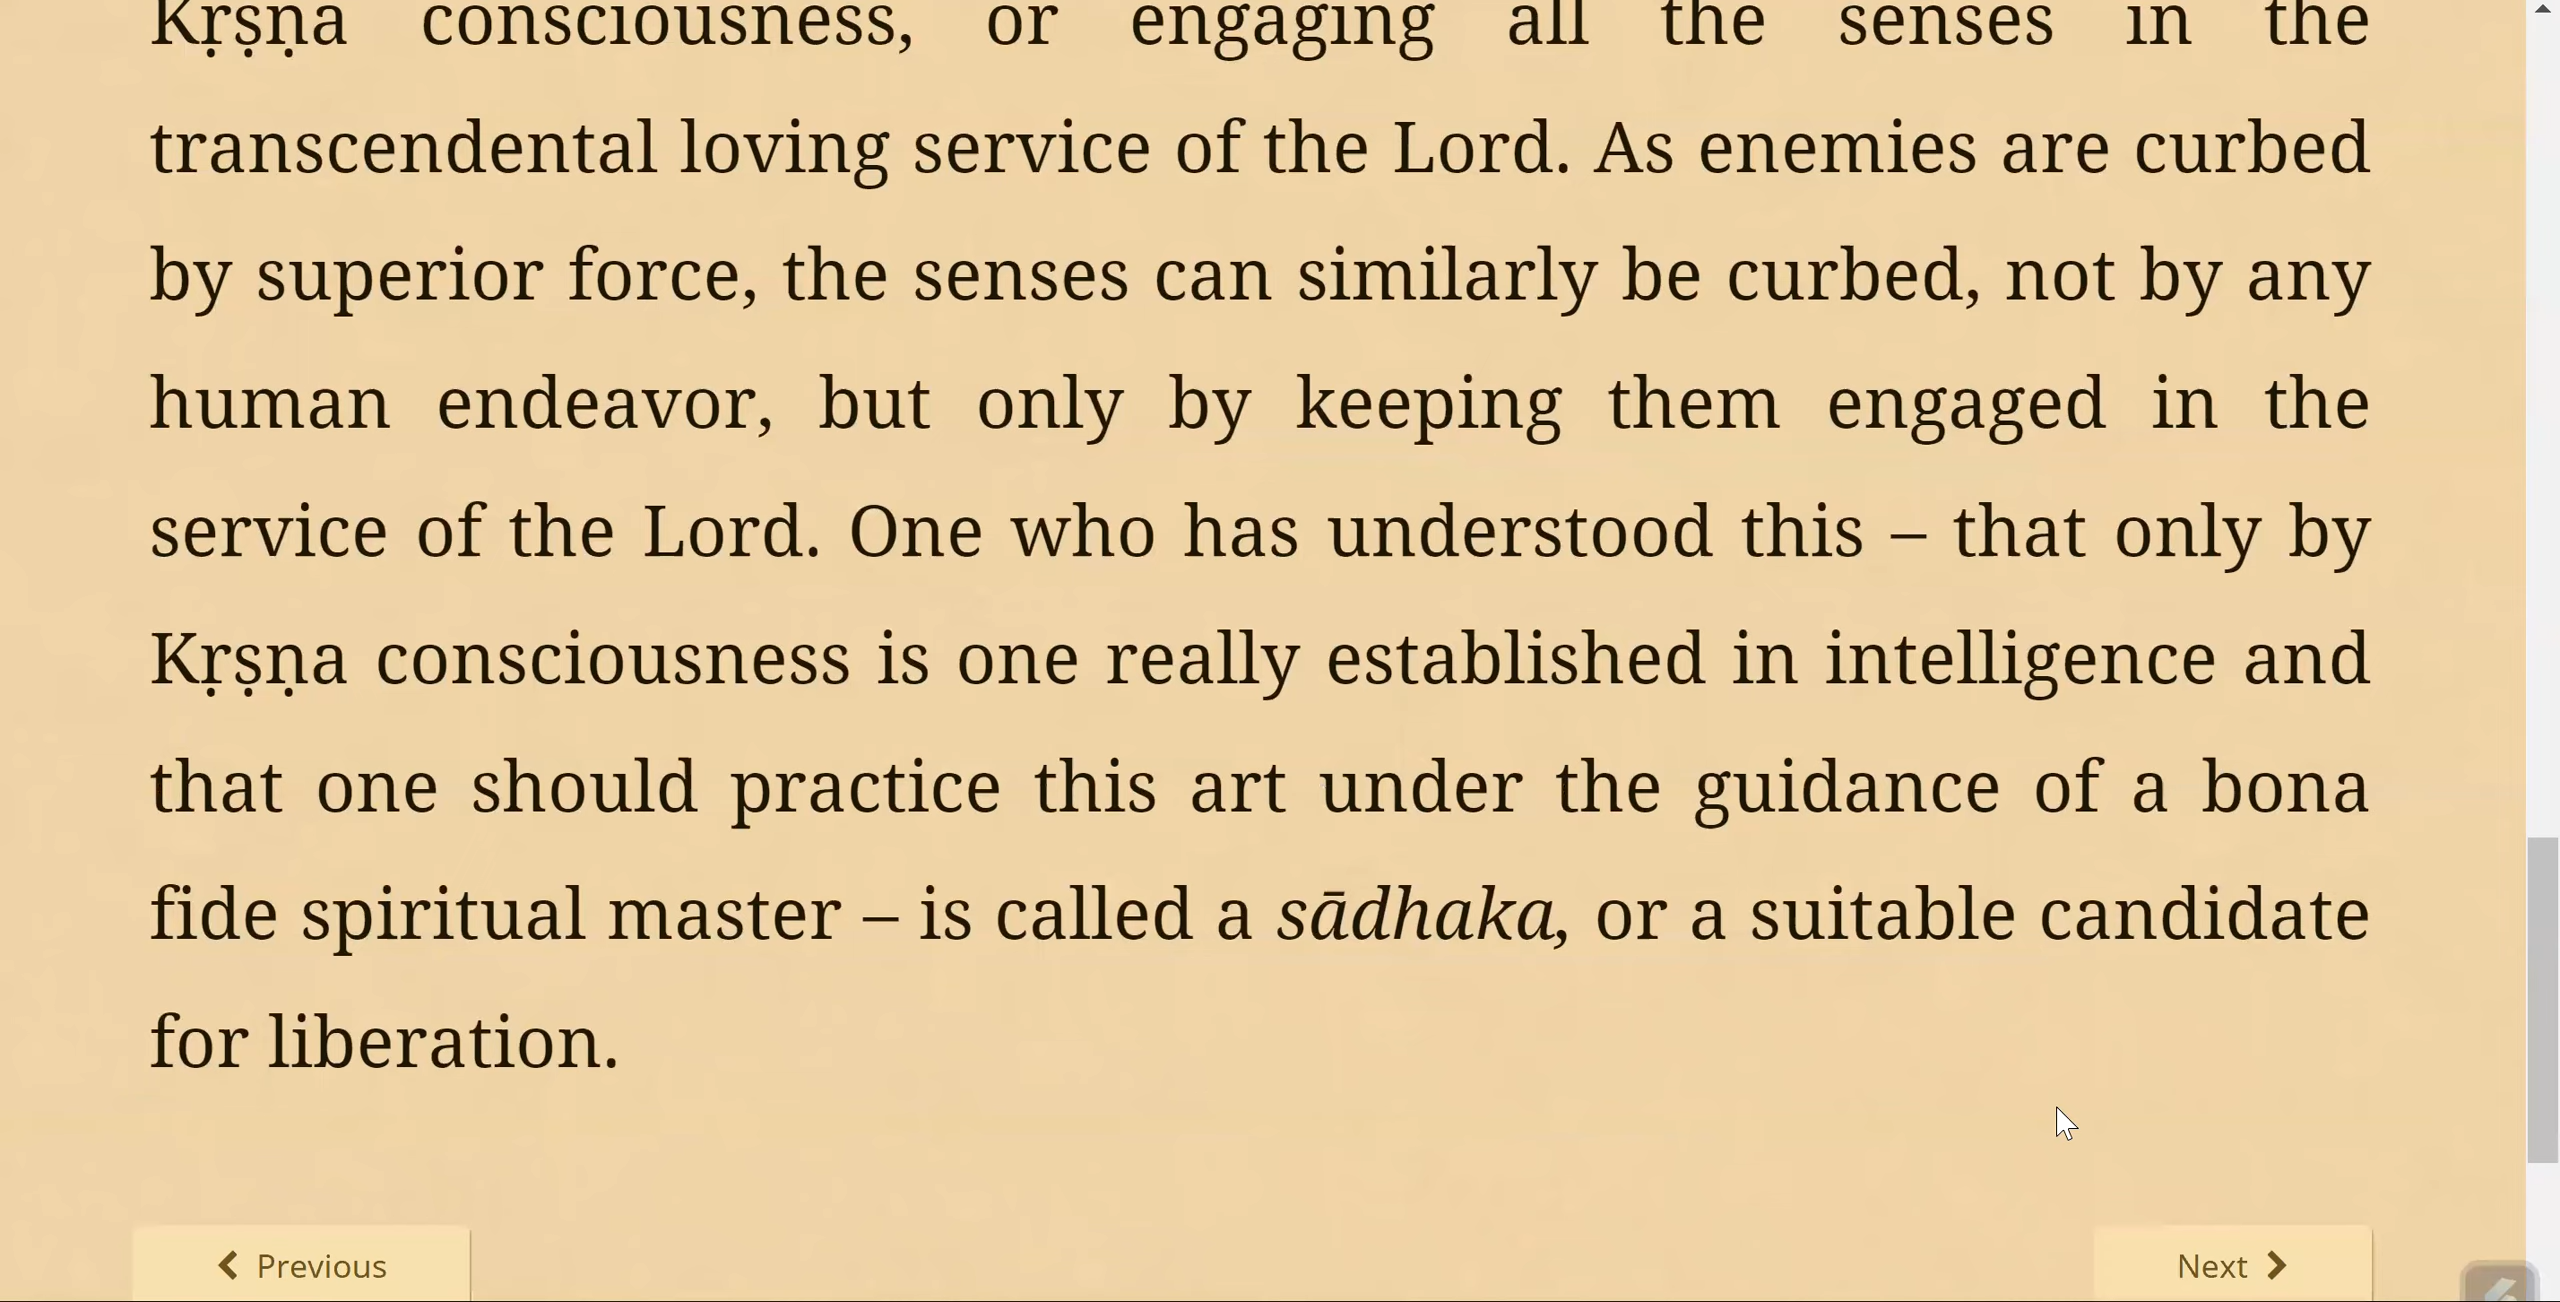 Kṛṣṇa consciousness, or engaging all the senses in the
transcendental loving service of the Lord. As enemies are curbed
by superior force, the senses can similarly be curbed, not by any
human endeavor, but only by keeping them engaged in the
service of the Lord. One who has understood this – that only by
Kṛṣṇa consciousness is one really established in intelligence and
that one should practice this art under the guidance of a bona
fide spiritual master – is called a sādhaka, or a suitable candidate
for liberation.
Previous
Next